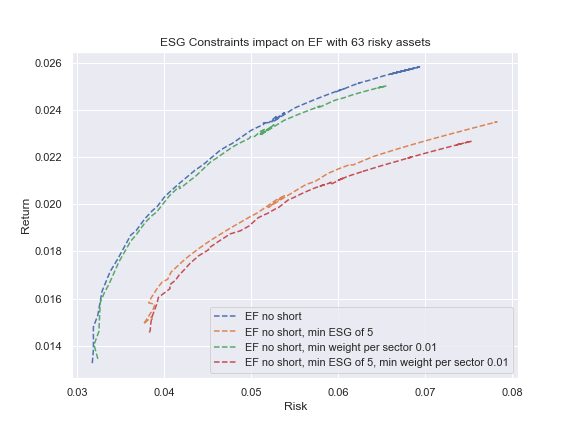 ESG Constraints impact on EF with 63 risky assets
0.026
0.024
0.022
0.020
0.018
0.016
0.014
Return
EF no short
EF no short, min ESG of 5
EF no short, min weight per sector 0.01
EF no short, min ESG of 5, min weight per sector 0.01
0.03 0.04 0.05 0.06 0.07 0.08
Risk